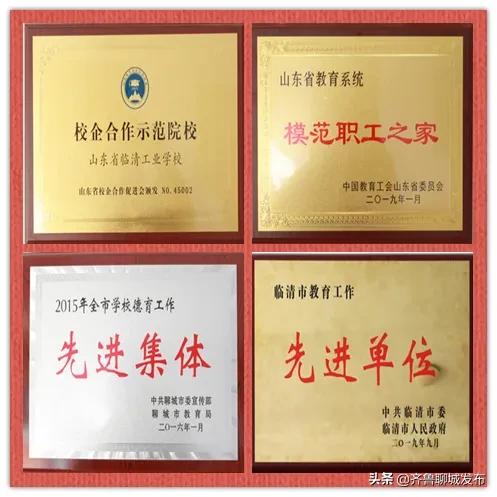 校企合作示范院校
山东省临清工业学校
山东省校企合作促进会颁发 NO.45002
山东省教育系统
模范职工之家
中国教育工会山东省委员会
二〇一九年一月
2015年全市学校德育工作
先进集体
中共聊城市委宣传部
聊城市教育局
二〇一六年一月
临清市教育工作
先进单位
中共临清市委
临清市人民政府
二〇一九年九月
头条 @齐鲁聊城发布